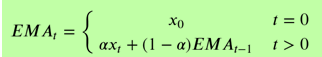 EMA_t = { x_0 t = 0
αx_t + (1 − α)EMA_{t−1} t > 0